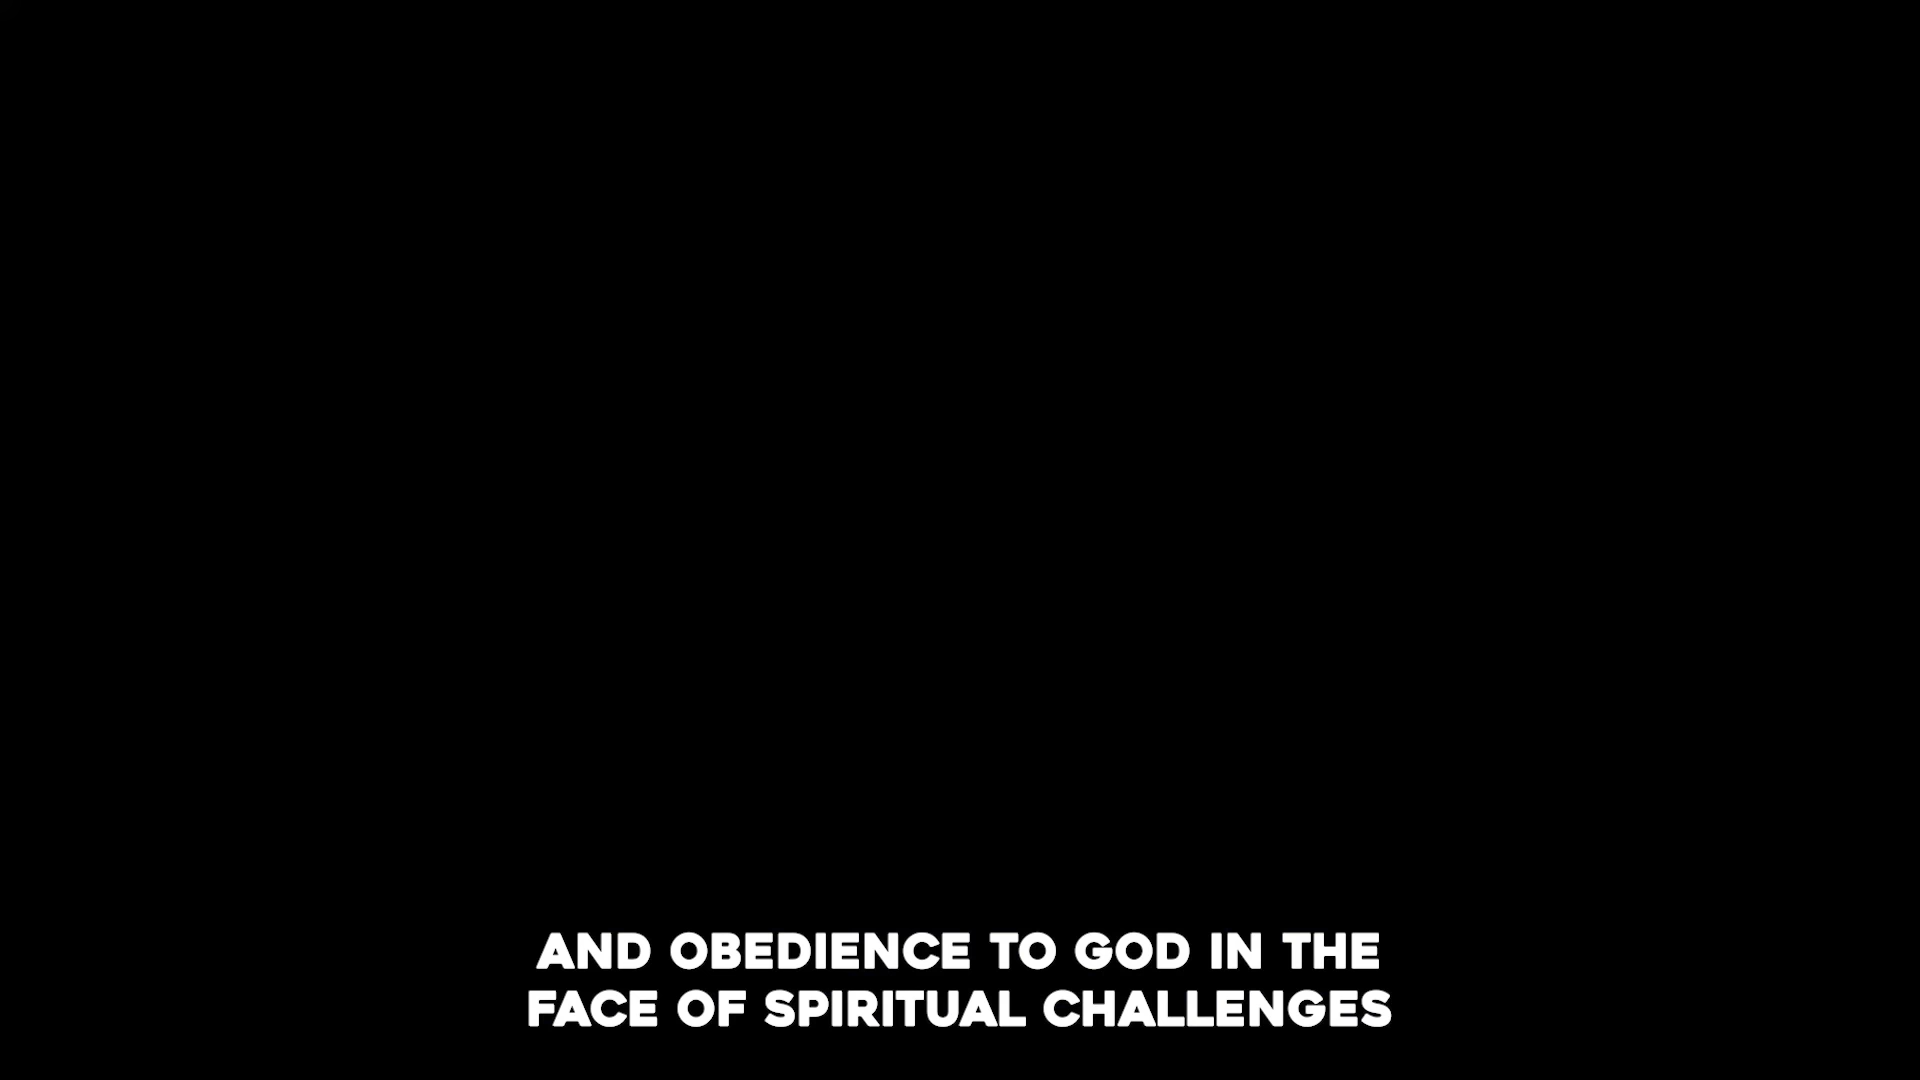 AND OBEDIENCE TO GOD IN THE
FACE OF SPIRITUAL CHALLENGES